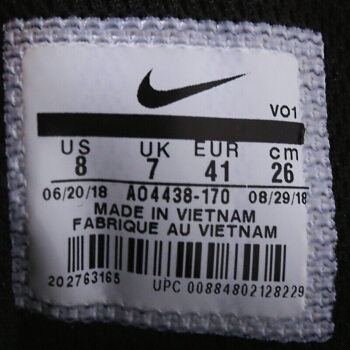 VO1
US UK EUR cm
8 7 41 26
06/20/18 AO4438-170 08/29/18
MADE IN VIETNAM
FABRIQUE AU VIETNAM
202763165 UPC 00884802128229